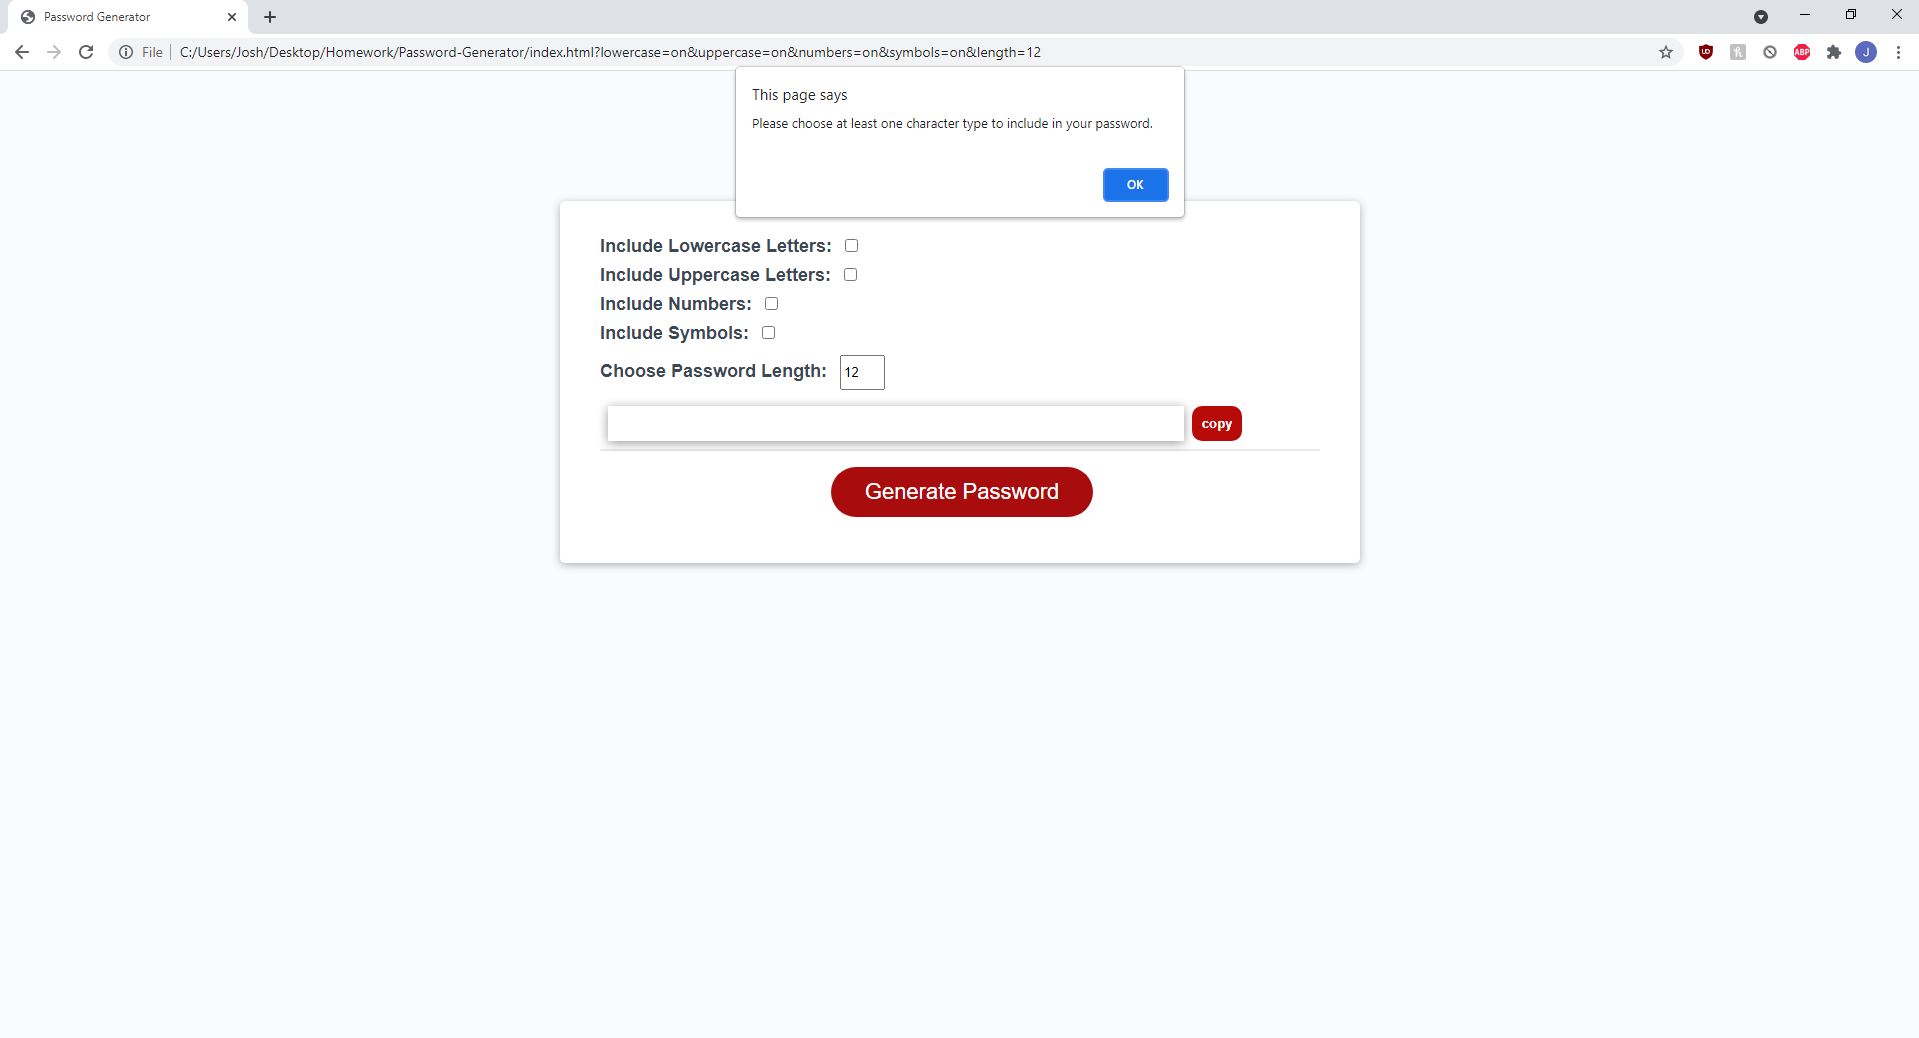 Password Generator
File
C:/Users/Josh/Desktop/Homework/Password-Generator/index.html?lowercase=on&uppercase=on&numbers=on&symbols=on&length=12
ABP
J
This page says
Please choose at least one character type to include in your password.
OK
Include Lowercase Letters:
Include Uppercase Letters:
Include Numbers:
Include Symbols:
Choose Password Length: 12
copy
Generate Password